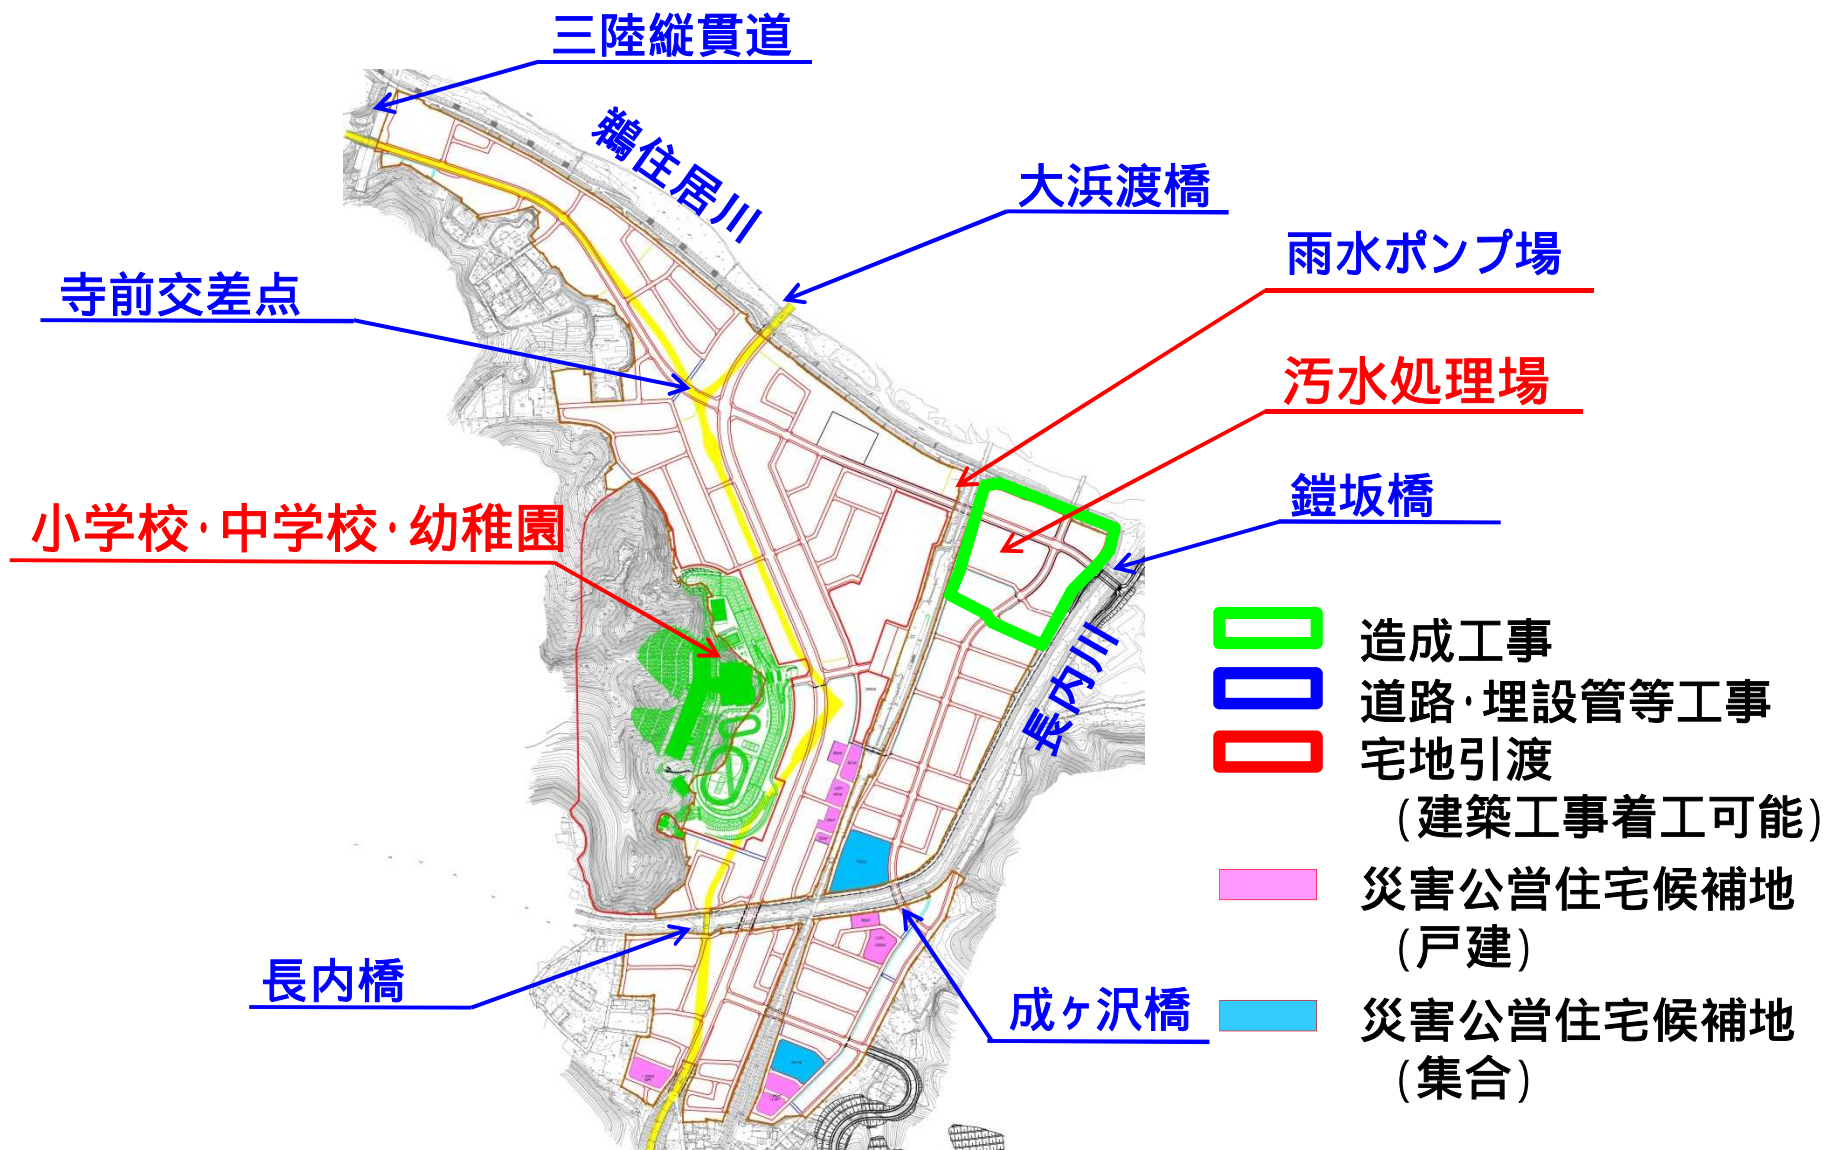 三陸縦貫道
鵜住居川
大浜渡橋
雨水ポンプ場
寺前交差点
汚水処理場
鎧坂橋
小学校・中学校・幼稚園
長内川
造成工事
道路・埋設管等工事
宅地引渡
(建築工事着工可能)
災害公営住宅候補地
(戸建)
長内橋
成ヶ沢橋
災害公営住宅候補地
(集合)